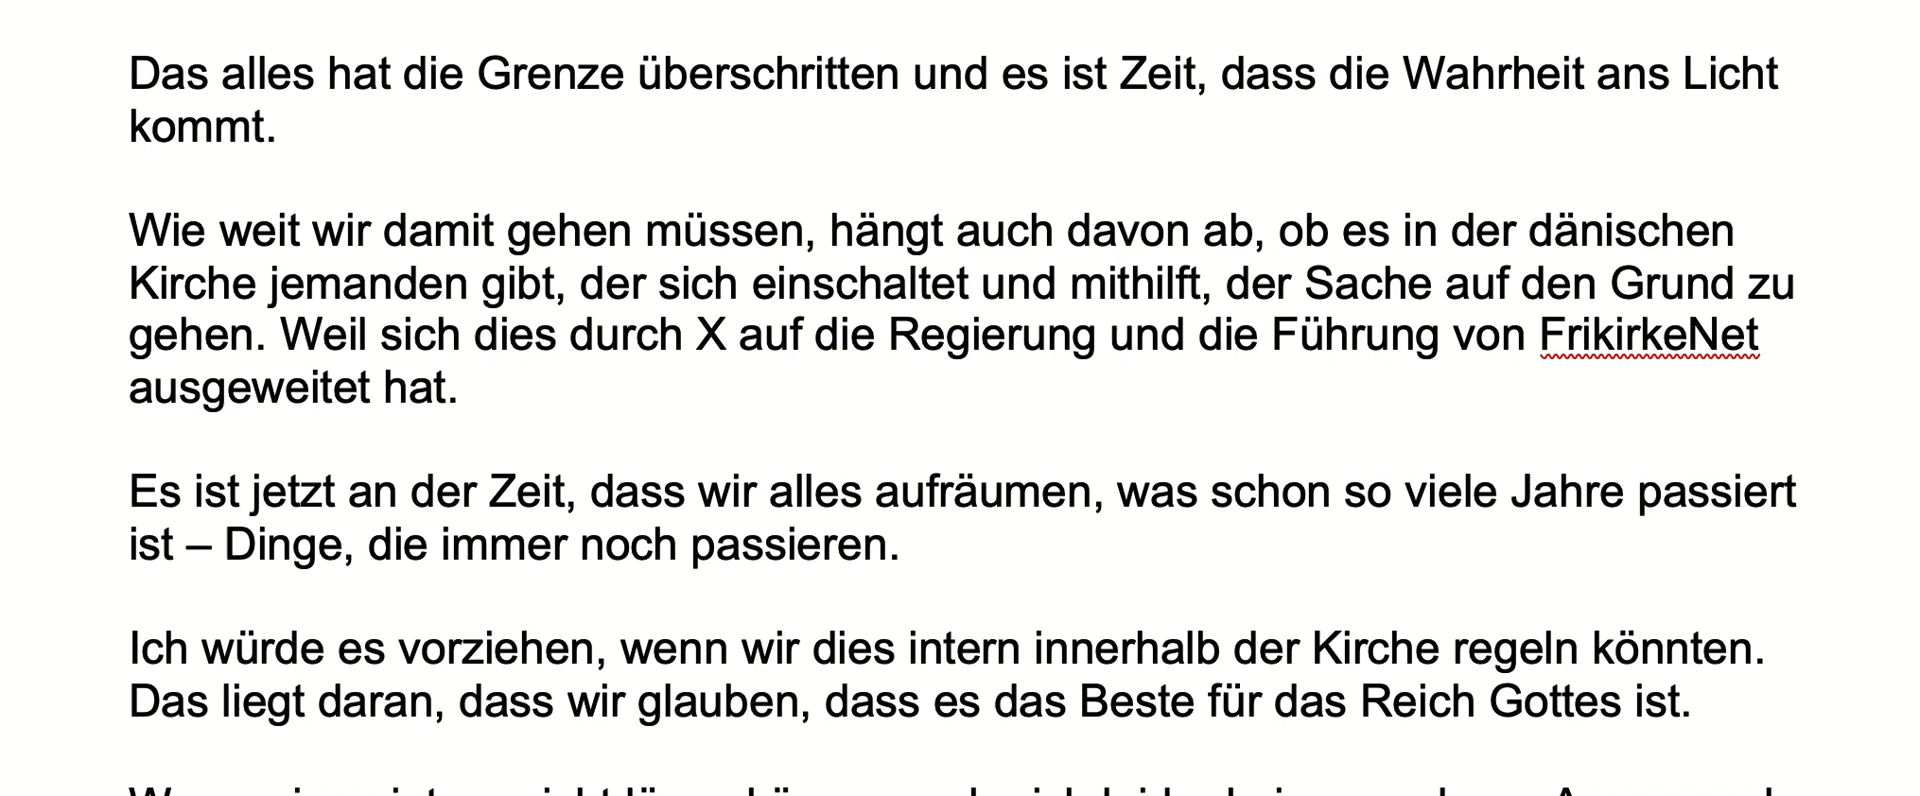 Das alles hat die Grenze überschritten und es ist Zeit, dass die Wahrheit ans Licht
kommt.
Wie weit wir damit gehen müssen, hängt auch davon ab, ob es in der dänischen
Kirche jemanden gibt, der sich einschaltet und mithilft, der Sache auf den Grund zu
gehen. Weil sich dies durch X auf die Regierung und die Führung von FrikirkeNet
ausgeweitet hat.
Es ist jetzt an der Zeit, dass wir alles aufräumen, was schon so viele Jahre passiert
ist – Dinge, die immer noch passieren.
Ich würde es vorziehen, wenn wir dies intern innerhalb der Kirche regeln könnten.
Das liegt daran, dass wir glauben, dass es das Beste für das Reich Gottes ist.